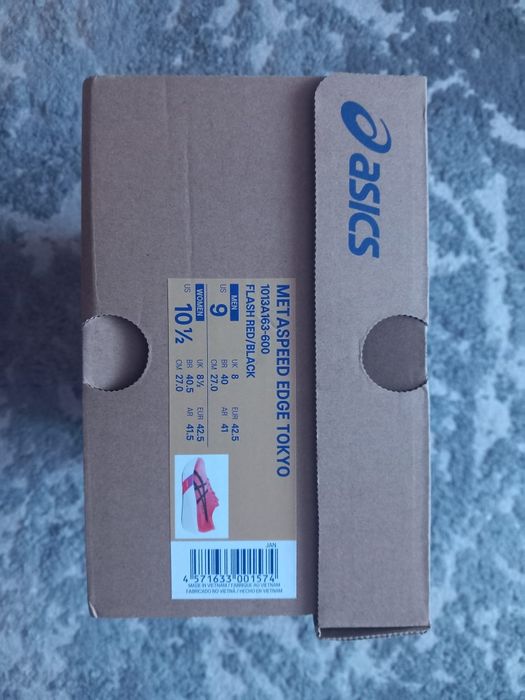 asics
METASPEED EDGE TOKYO
1013A163-600
FLASH RED/BLACK
MEN UK 8 EUR 42.5
US 9 BR 40 AR 41
CM 27.0
WOMEN UK 8½ EUR 42.5
US 10½ BR 40.5 AR 41.5
CM 27.0
JAN
4 571633 001574
MADE IN VIETNAM / FABRIQUÉ AU VIETNAM
FABRICADO NO VIETNÃ / HECHO EN VIETNAM